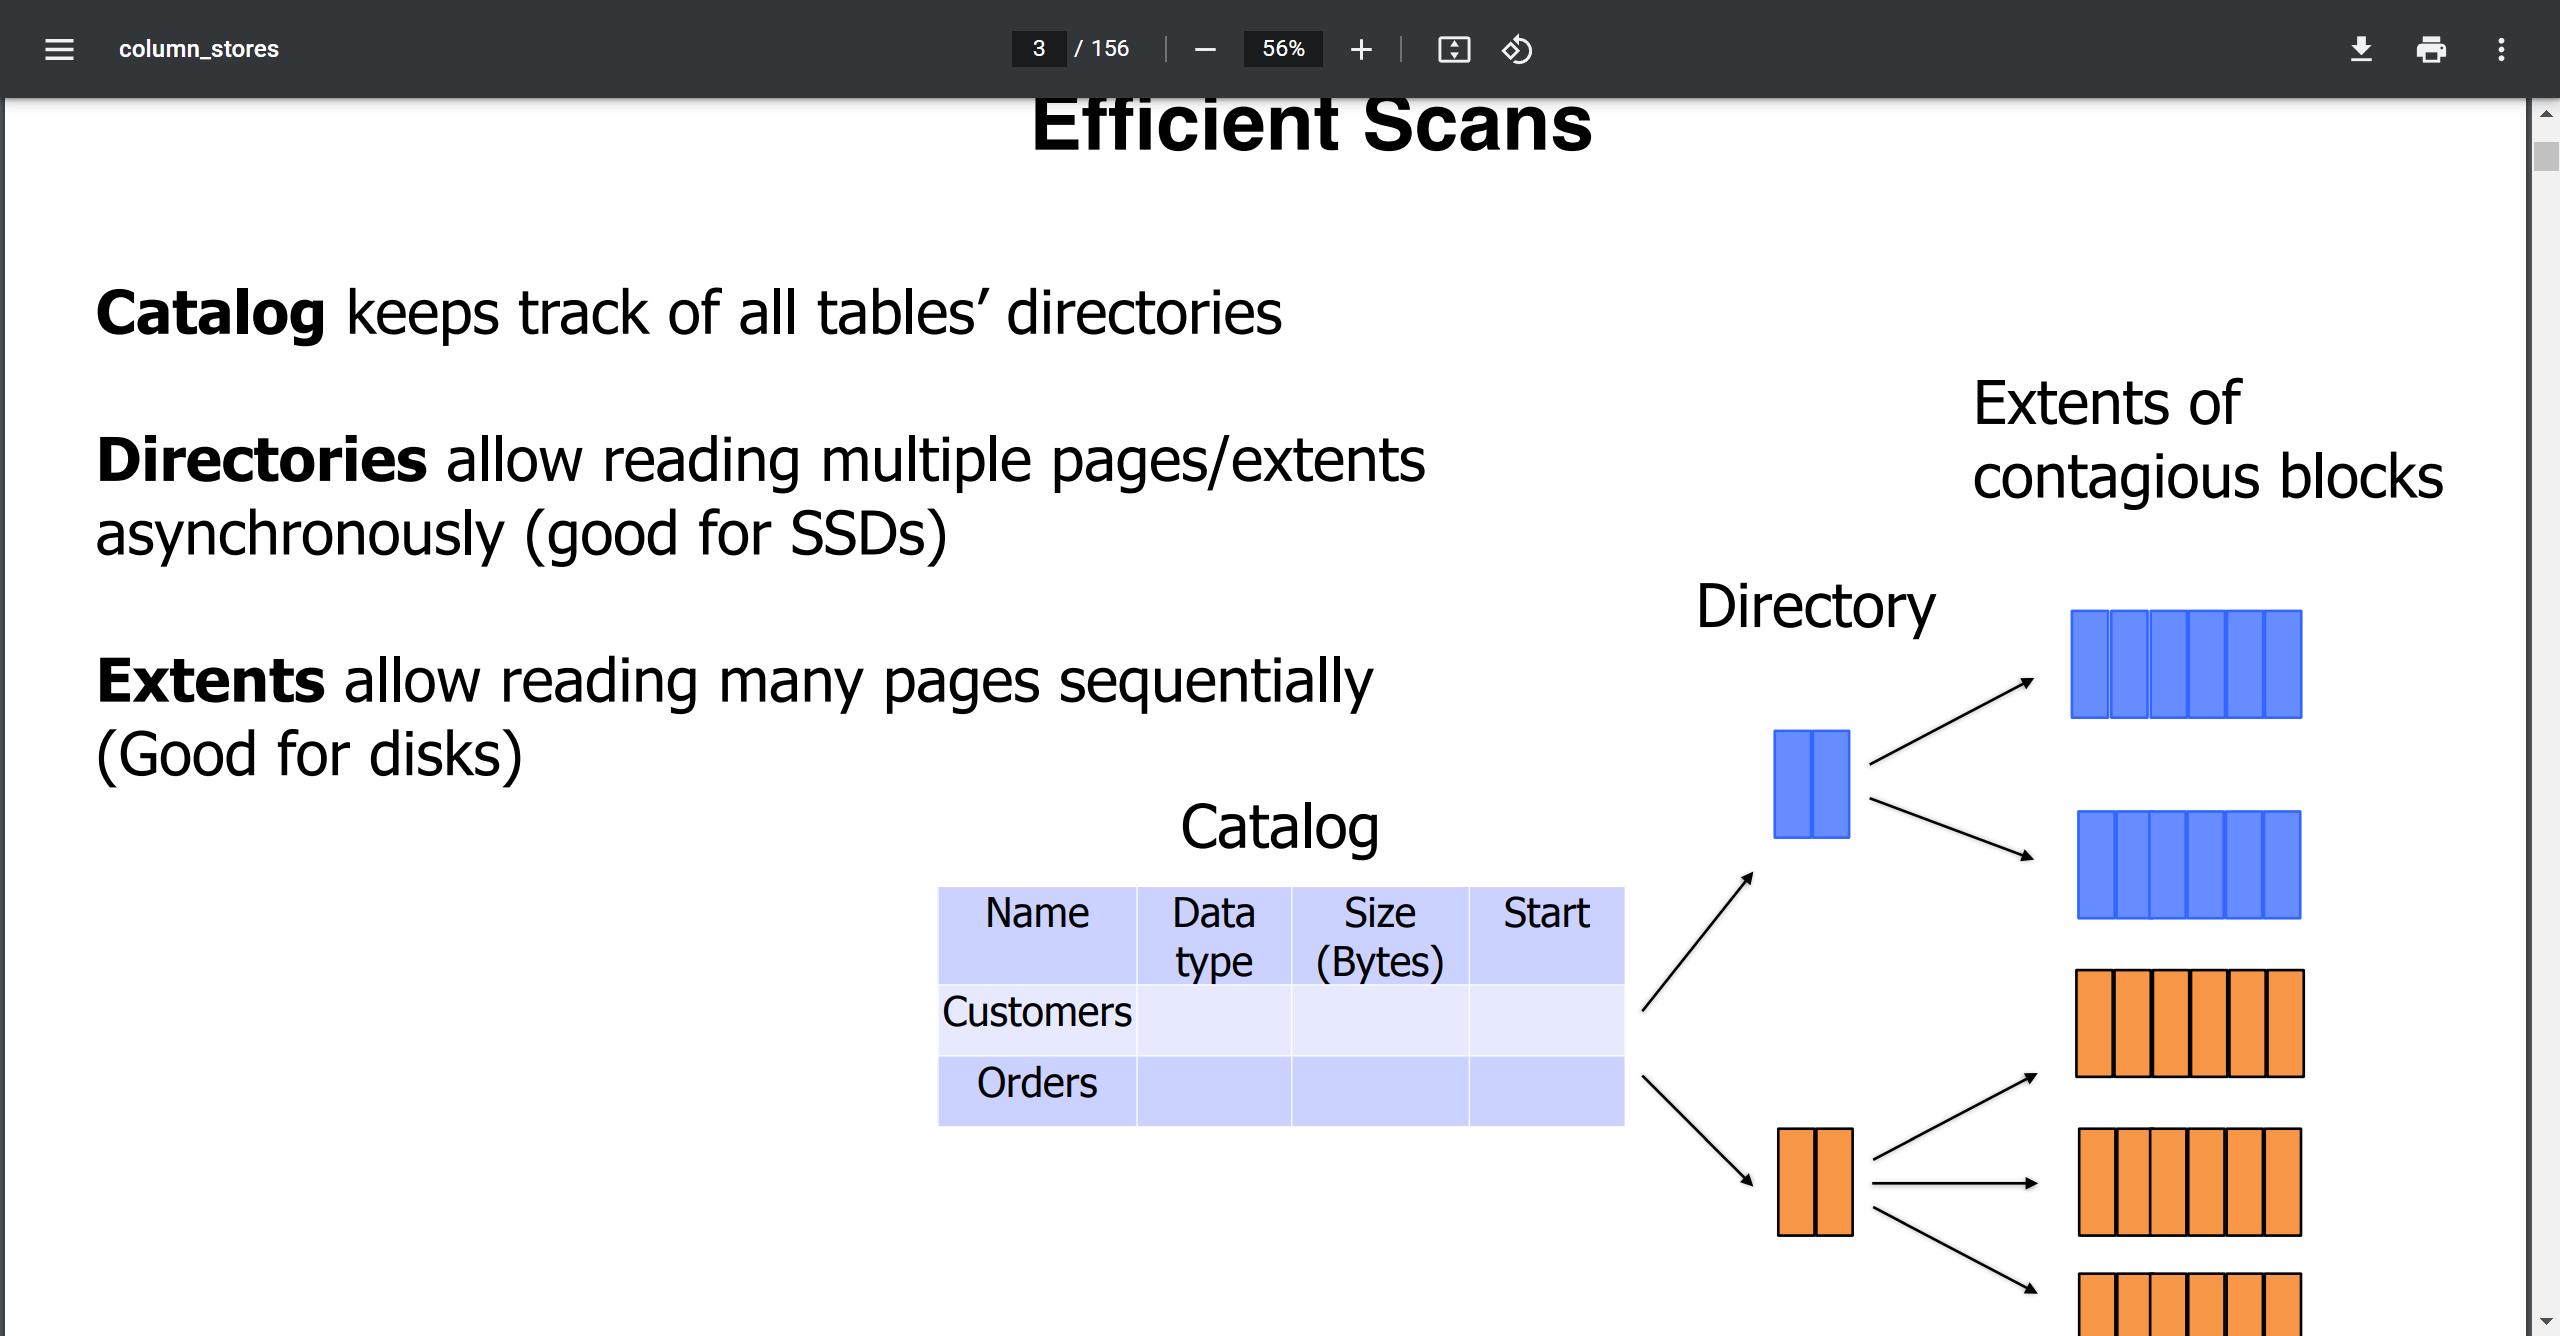 column_stores
3 / 156
56%
Efficient Scans
Catalog keeps track of all tables’ directories
Directories allow reading multiple pages/extents
asynchronously (good for SSDs)
Extents allow reading many pages sequentially
(Good for disks)
Extents of
contagious blocks
Directory
Catalog
Name Data type Size (Bytes) Start
Customers
Orders